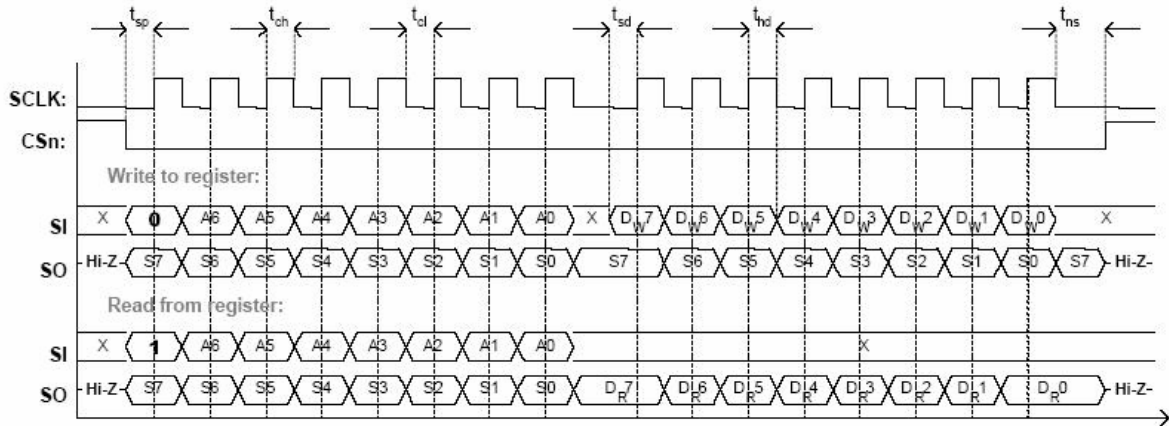 tsp tch tcl tsd thd tns
SCLK:
CSn:
Write to register:
SI X 0 A6 A5 A4 A3 A2 A1 A0 X DW7 DW6 DW5 DW4 DW3 DW2 DW1 DW0 X
SO Hi-Z S7 S6 S5 S4 S3 S2 S1 S0 S7 S6 S5 S4 S3 S2 S1 S0 S7 Hi-Z
Read from register:
SI X 1 A6 A5 A4 A3 A2 A1 A0 X
SO Hi-Z S7 S6 S5 S4 S3 S2 S1 S0 DR7 DR6 DR5 DR4 DR3 DR2 DR1 DR0 Hi-Z